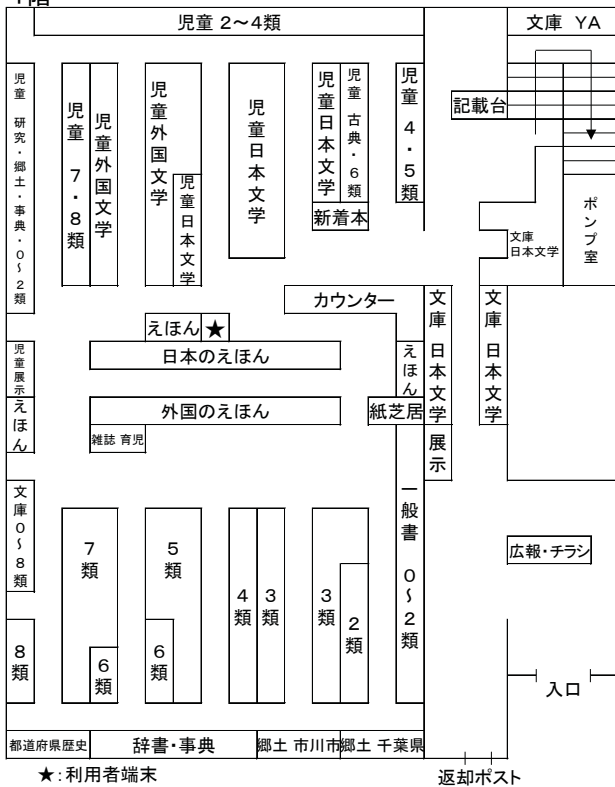 1階
児童 2～4類
文庫 YA
児童 研究・郷土・事典・0～2類
児童 7・8類
児童外国文学
児童外国文学
児童日本文学
児童日本文学
児童日本文学
児童 古典・6類
新着本
児童 4・5類
記載台
文庫 日本文学
ポンプ室
カウンター
文庫 日本文学
文庫 日本文学
えほん ★
日本のえほん
児童展示
えほん
えほん
外国のえほん
紙芝居
雑誌 育児
展示
文庫0～8類
7類
5類
4類
3類
3類
2類
一般書 0～2類
広報・チラシ
8類
6類
6類
入口
都道府県歴史
辞書・事典
郷土 市川市
郷土 千葉県
★：利用者端末
返却ポスト